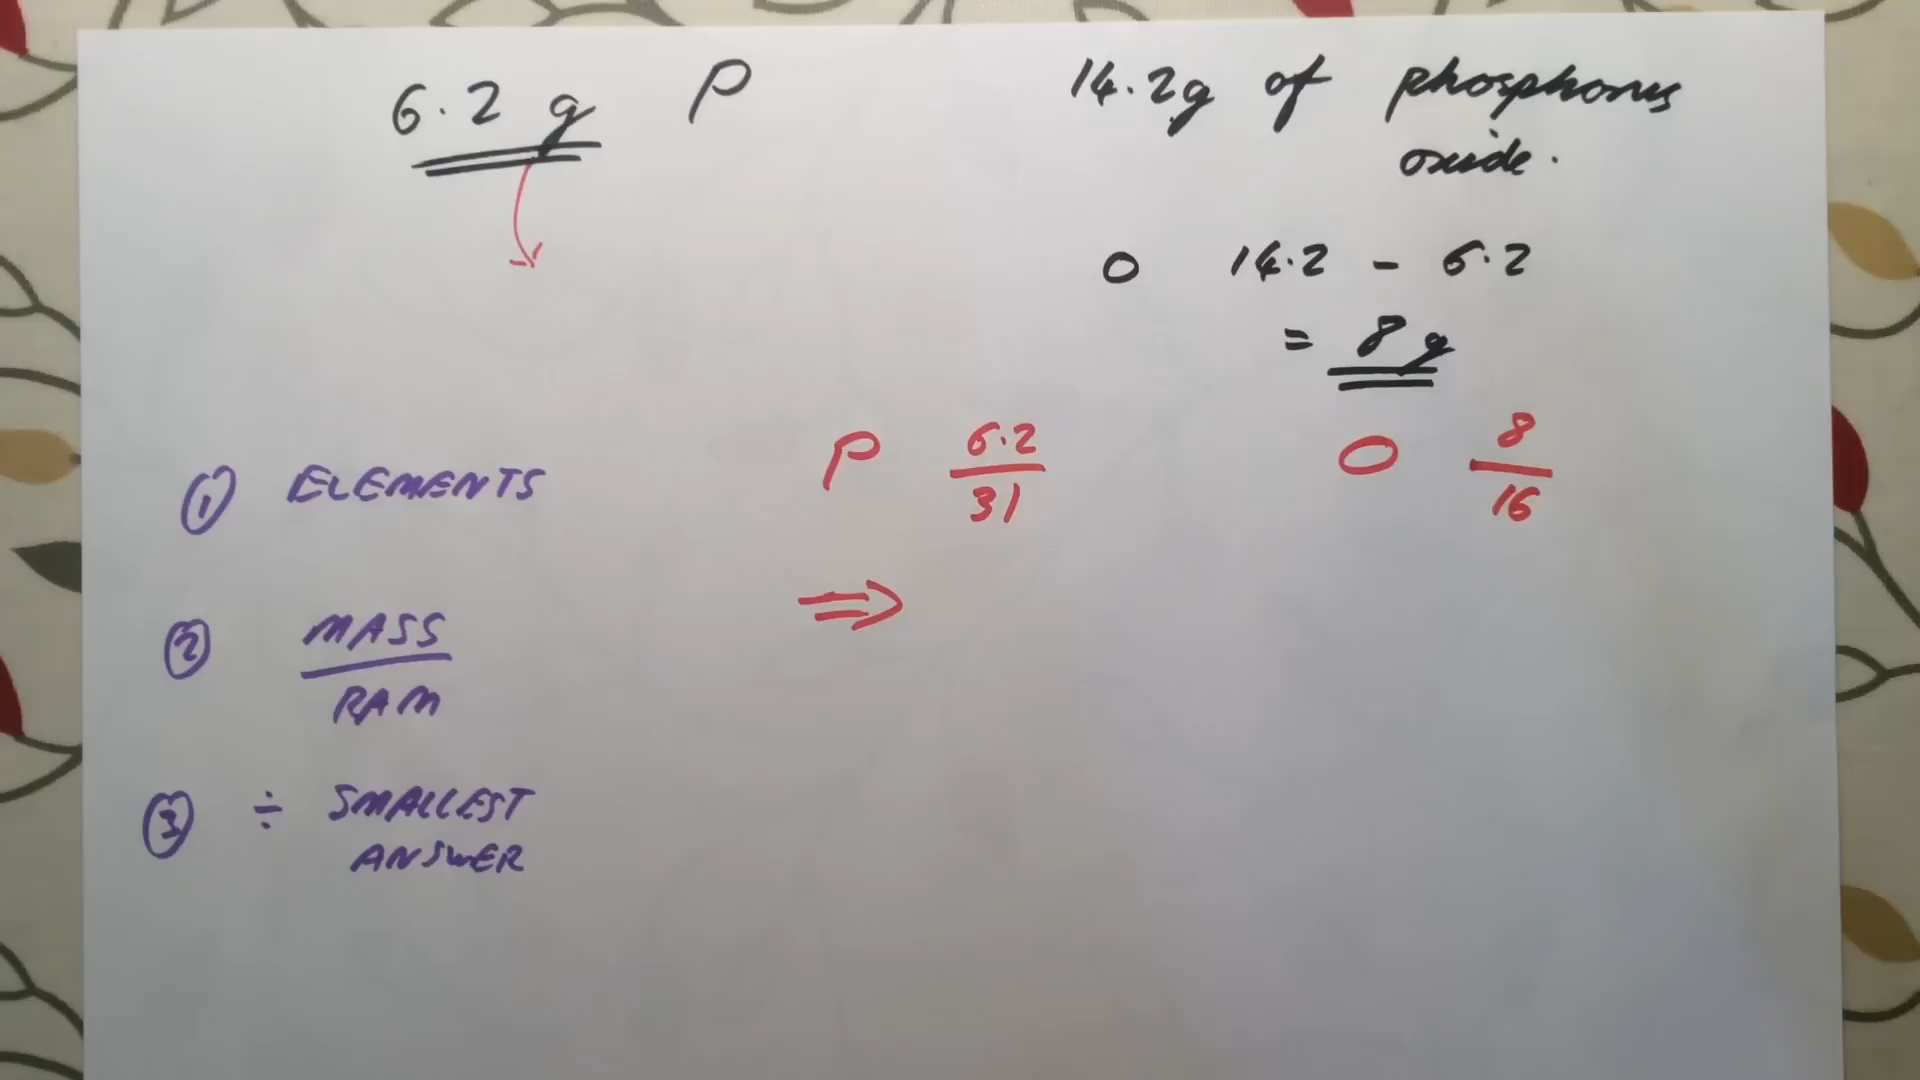 6.2 g P
14.2g of phosphorus
oxide.
O 14.2 - 6.2
= 8g
① ELEMENTS
P 6.2/31
O 8/16
⇒
② MASS
RAM
③ ÷ SMALLEST
ANSWER